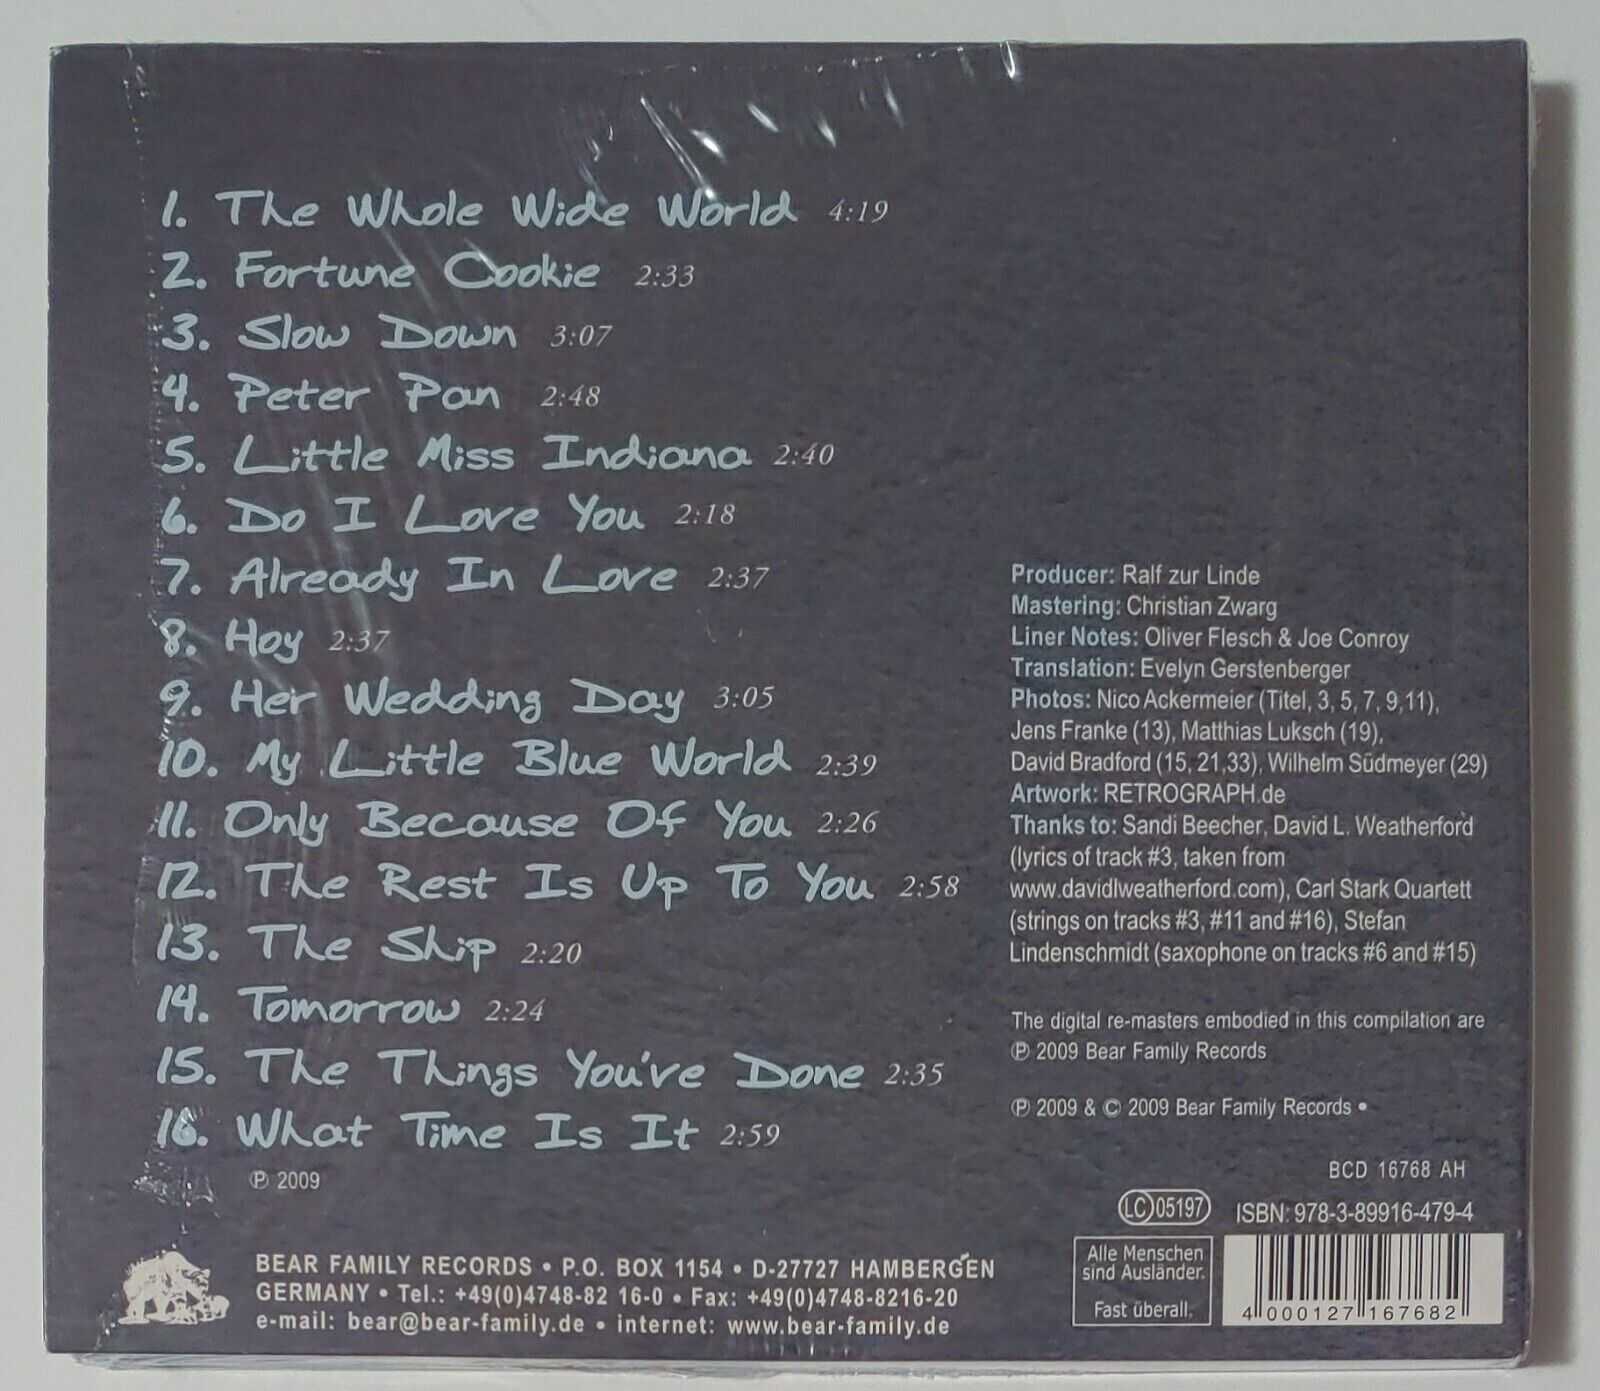 1. The Whole Wide World 4:19
2. Fortune Cookie 2:33
3. Slow Down 3:07
4. Peter Pan 2:48
5. Little Miss Indiana 2:40
6. Do I Love You 2:18
7. Already In Love 2:37
8. Hoy 2:37
9. Her Wedding Day 3:05
10. My Little Blue World 2:39
11. Only Because Of You 2:26
12. The Rest Is Up To You 2:58
13. The Ship 2:20
14. Tomorrow 2:24
15. The Things You've Done 2:35
16. What Time Is It 2:59
℗ 2009
Producer: Ralf zur Linde
Mastering: Christian Zwarg
Liner Notes: Oliver Flesch & Joe Conroy
Translation: Evelyn Gerstenberger
Photos: Nico Ackermeier (Titel, 3, 5, 7, 9,11),
Jens Franke (13), Matthias Luksch (19),
David Bradford (15, 21,33), Wilhelm Südmeyer (29)
Artwork: RETROGRAPH.de
Thanks to: Sandi Beecher, David L. Weatherford
(lyrics of track #3, taken from
www.davidlweatherford.com), Carl Stark Quartett
(strings on tracks #3, #11 and #16), Stefan
Lindenschmidt (saxophone on tracks #6 and #15)
The digital re-masters embodied in this compilation are
℗ 2009 Bear Family Records
℗ 2009 & © 2009 Bear Family Records •
BCD 16768 AH
LC 05197 ISBN: 978-3-89916-479-4
BEAR FAMILY RECORDS • P.O. BOX 1154 • D-27727 HAMBERGEN
GERMANY • Tel.: +49(0)4748-82 16-0 • Fax: +49(0)4748-8216-20
e-mail: bear@bear-family.de • internet: www.bear-family.de
Alle Menschen
sind Ausländer.
Fast überall.
4 000127 167682